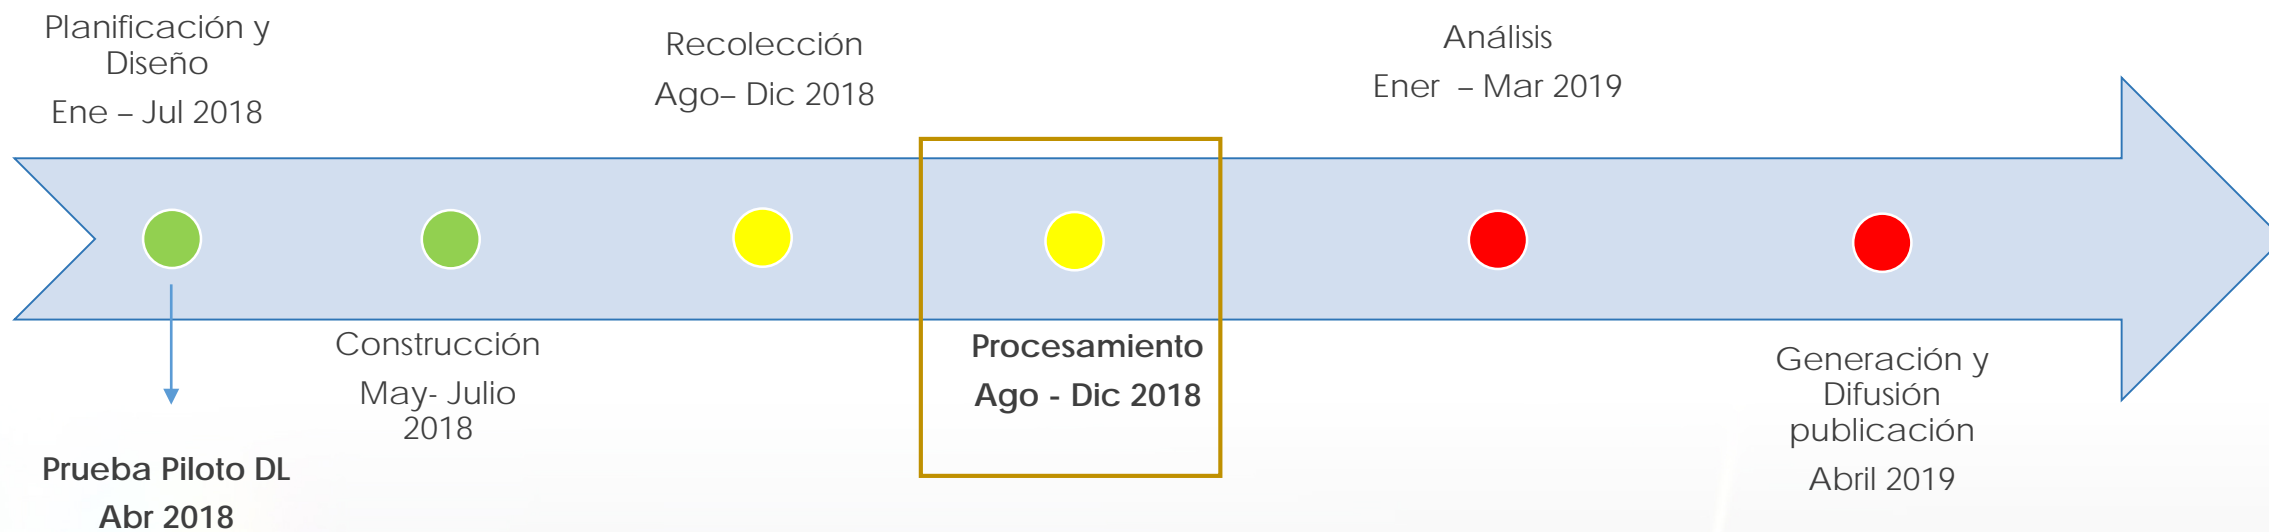 Planificación y
Diseño
Ene – Jul 2018
Recolección
Ago– Dic 2018
Análisis
Ener – Mar 2019
Construcción
May- Julio
2018
Procesamiento
Ago - Dic 2018
Generación y
Difusión
publicación
Abril 2019
Prueba Piloto DL
Abr 2018